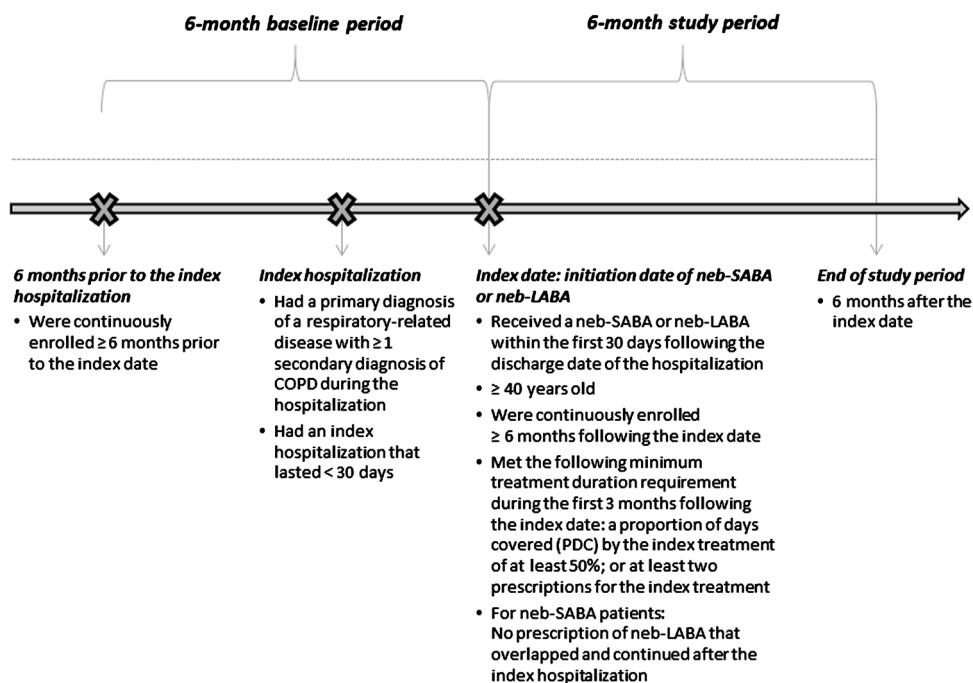 6-month baseline period
6-month study period
6 months prior to the index
hospitalization
• Were continuously
enrolled ≥ 6 months prior
to the index date
Index hospitalization
• Had a primary diagnosis
of a respiratory-related
disease with ≥ 1
secondary diagnosis of
COPD during the
hospitalization
• Had an index
hospitalization that
lasted < 30 days
Index date: initiation date of neb-SABA
or neb-LABA
• Received a neb-SABA or neb-LABA
within the first 30 days following the
discharge date of the hospitalization
• ≥ 40 years old
• Were continuously enrolled
≥ 6 months following the index date
• Met the following minimum
treatment duration requirement
during the first 3 months following
the index date: a proportion of days
covered (PDC) by the index treatment
of at least 50%; or at least two
prescriptions for the index treatment
• For neb-SABA patients:
No prescription of neb-LABA that
overlapped and continued after the
index hospitalization
End of study period
• 6 months after the
index date